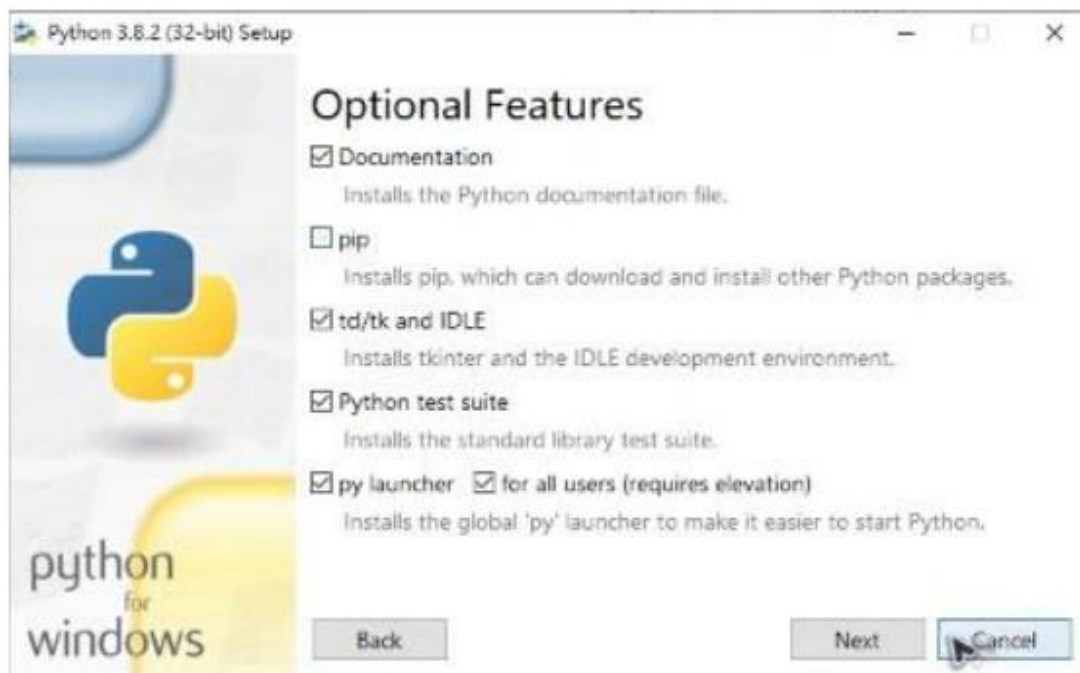 Python 3.8.2 (32-bit) Setup
Optional Features
Documentation
Installs the Python documentation file.
pip
Installs pip, which can download and install other Python packages.
td/tk and IDLE
Installs tkinter and the IDLE development environment.
Python test suite
Installs the standard library test suite.
py launcher for all users (requires elevation)
Installs the global 'py' launcher to make it easier to start Python.
python
for
windows
Back Next Cancel